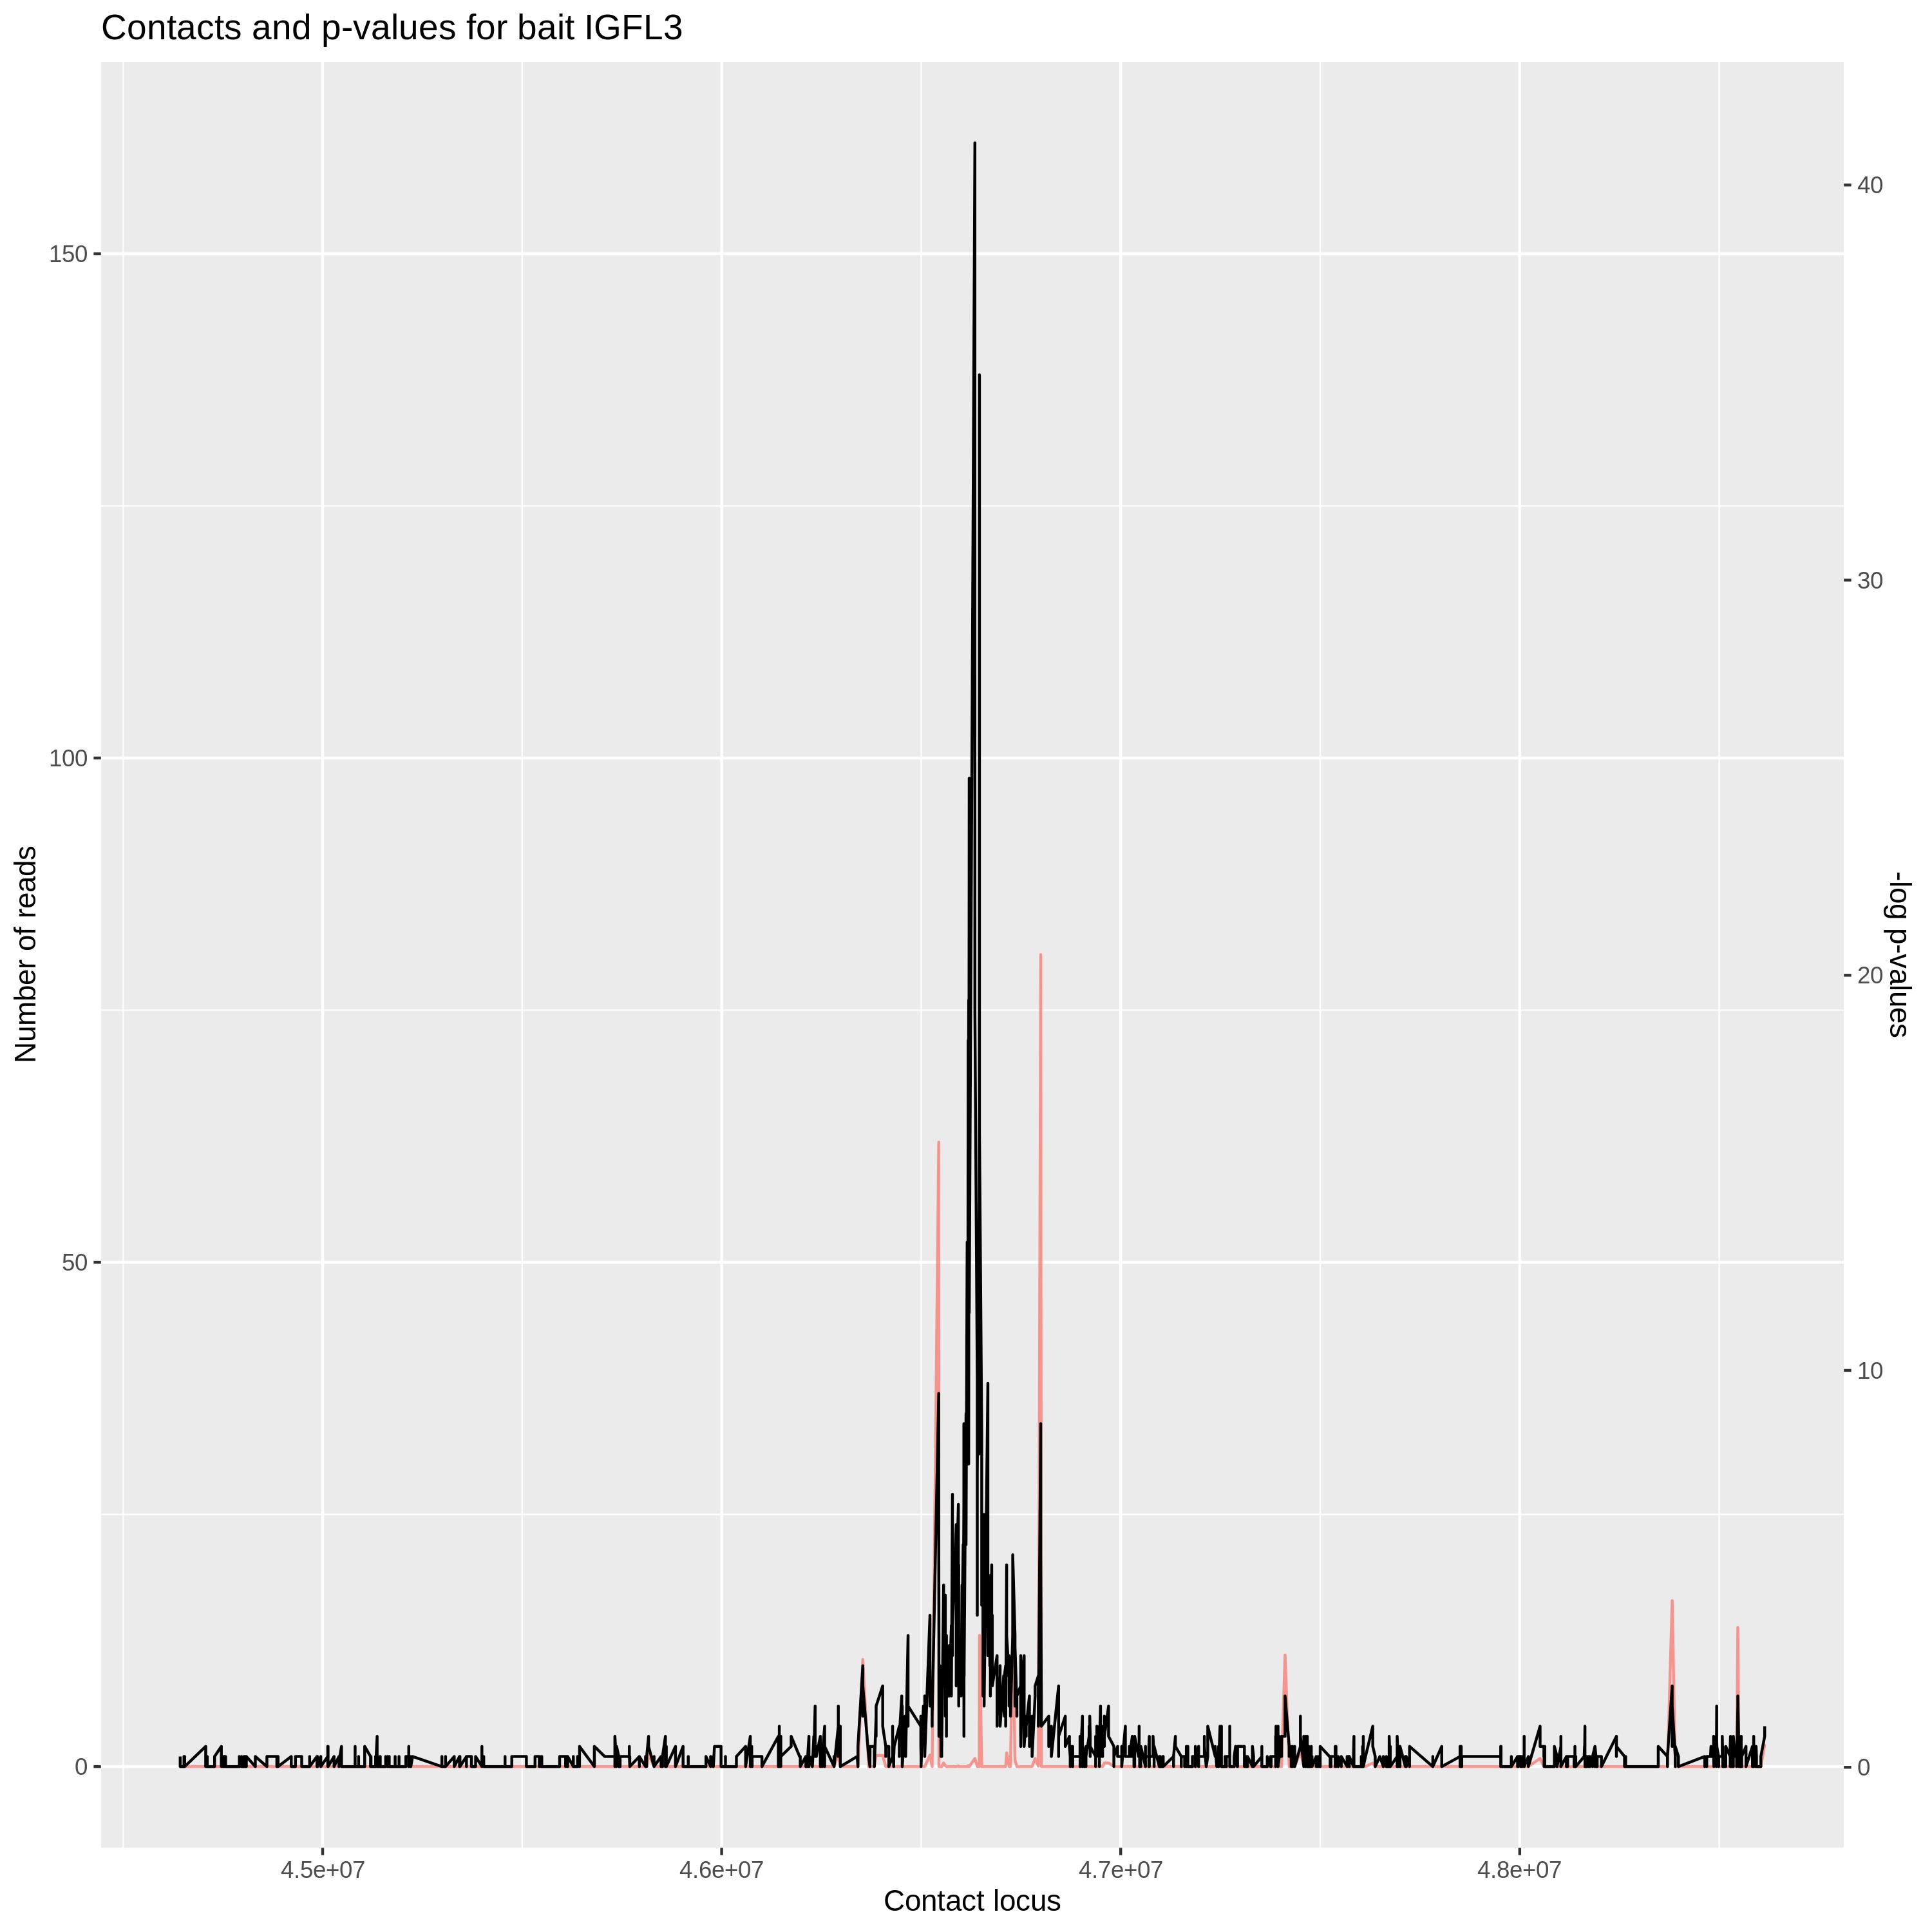 Contacts and p-values for bait IGFL3
150
100
50
0
Number of reads
40
30
20
10
0
-log p-values
4.5e+07
4.6e+07
4.7e+07
4.8e+07
Contact locus